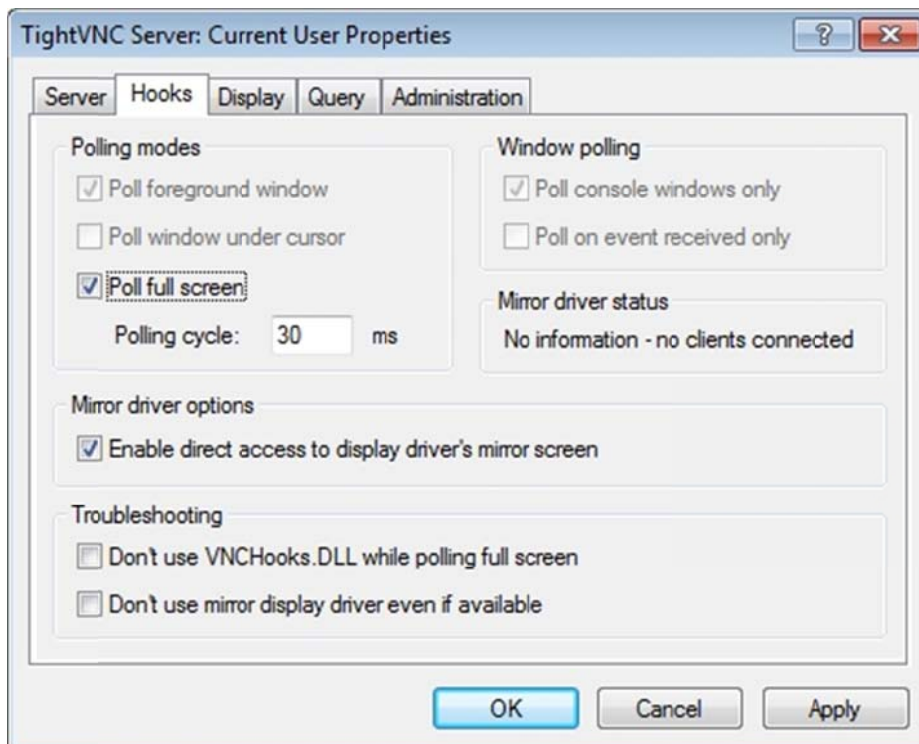 TightVNC Server: Current User Properties
Server Hooks Display Query Administration
Polling modes
Poll foreground window
Poll window under cursor
Poll full screen
Polling cycle: 30 ms
Window polling
Poll console windows only
Poll on event received only
Mirror driver status
No information - no clients connected
Mirror driver options
Enable direct access to display driver's mirror screen
Troubleshooting
Don't use VNCHooks.DLL while polling full screen
Don't use mirror display driver even if available
OK Cancel Apply